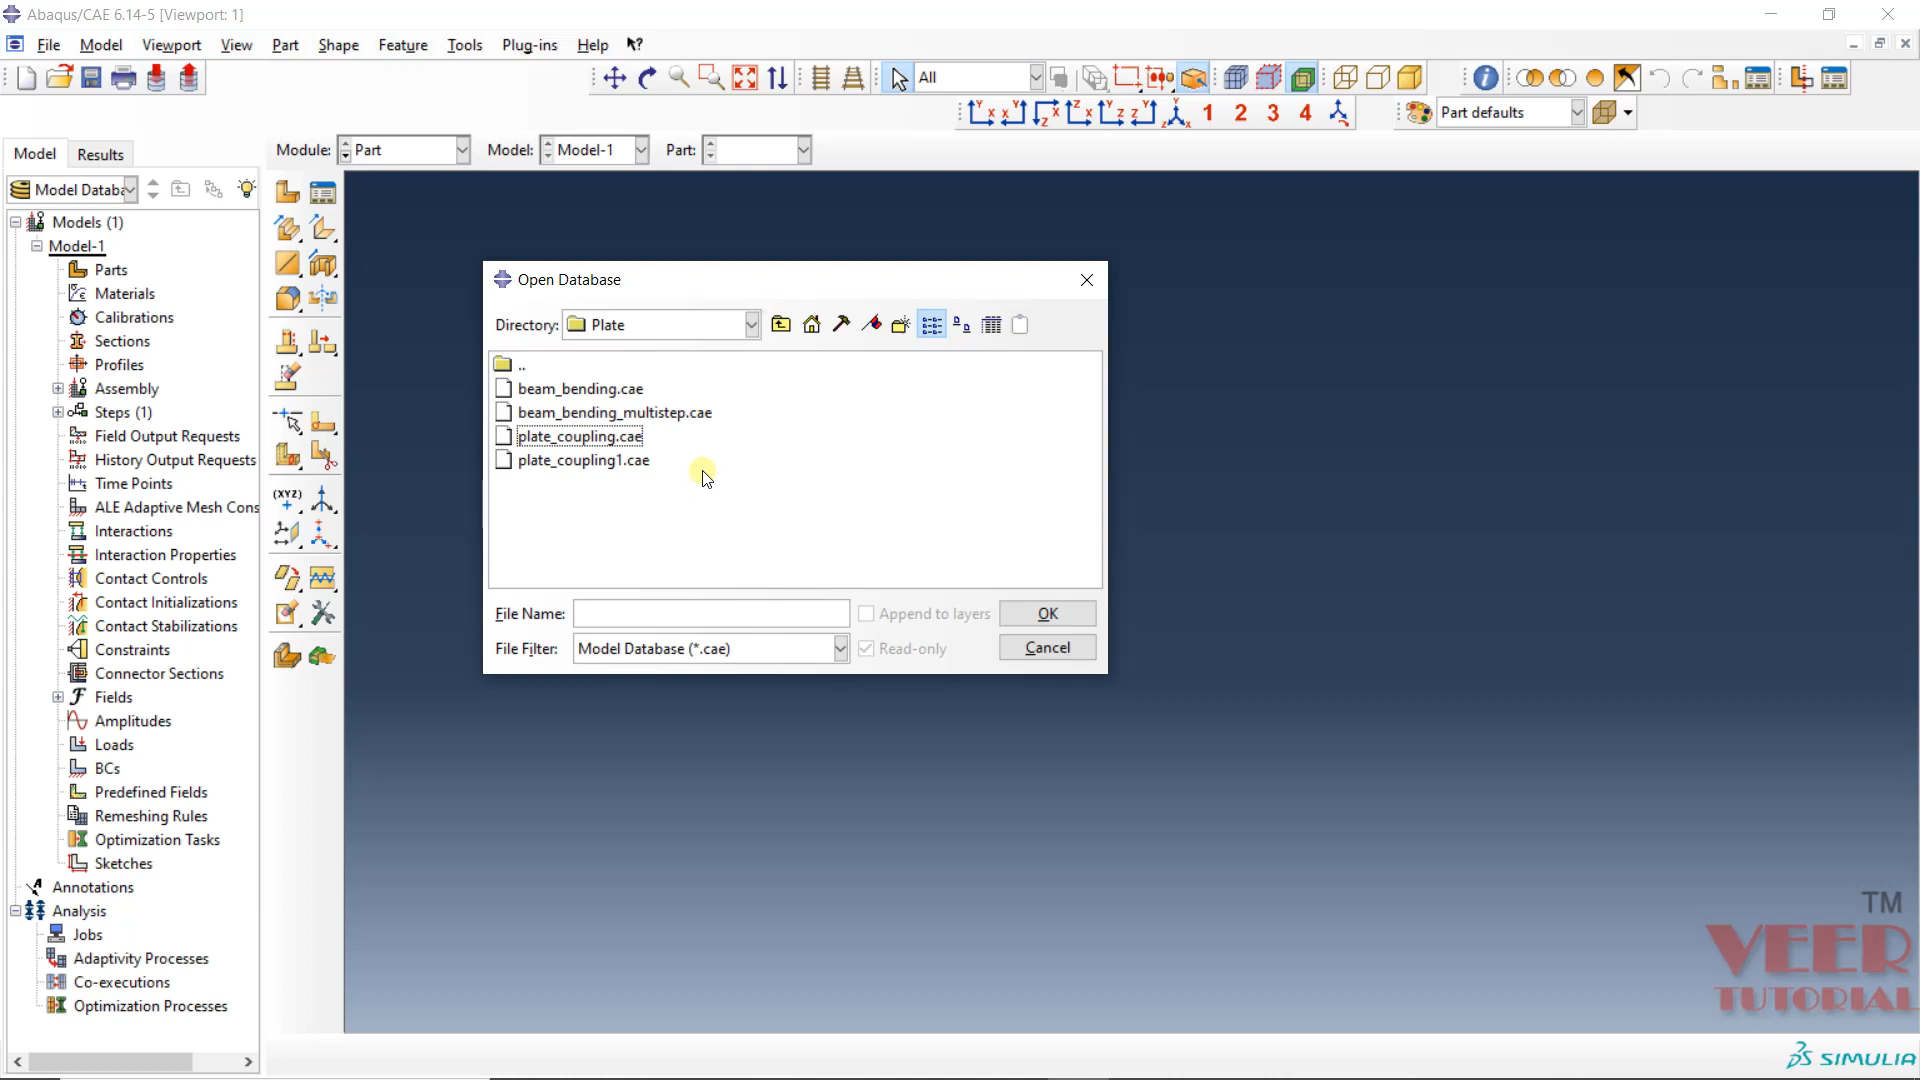 Abaqus/CAE 6.14-5 [Viewport: 1]
File Model Viewport View Part Shape Feature Tools Plug-ins Help
All
1 2 3 4
Part defaults
Model Results
Module: Part Model: Model-1 Part:
Model Databa
Models (1)
Model-1
Parts
Materials
Calibrations
Sections
Profiles
Assembly
Steps (1)
Field Output Requests
History Output Requests
Time Points
ALE Adaptive Mesh Cons
Interactions
Interaction Properties
Contact Controls
Contact Initializations
Contact Stabilizations
Constraints
Connector Sections
Fields
Amplitudes
Loads
BCs
Predefined Fields
Remeshing Rules
Optimization Tasks
Sketches
Annotations
Analysis
Jobs
Adaptivity Processes
Co-executions
Optimization Processes
(XYZ)
Open Database
Directory: Plate
..
beam_bending.cae
beam_bending_multistep.cae
plate_coupling.cae
plate_coupling1.cae
File Name: Append to layers OK
File Filter: Model Database (*.cae) Read-only Cancel
TM
VEER
TUTORIAL
SIMULIA